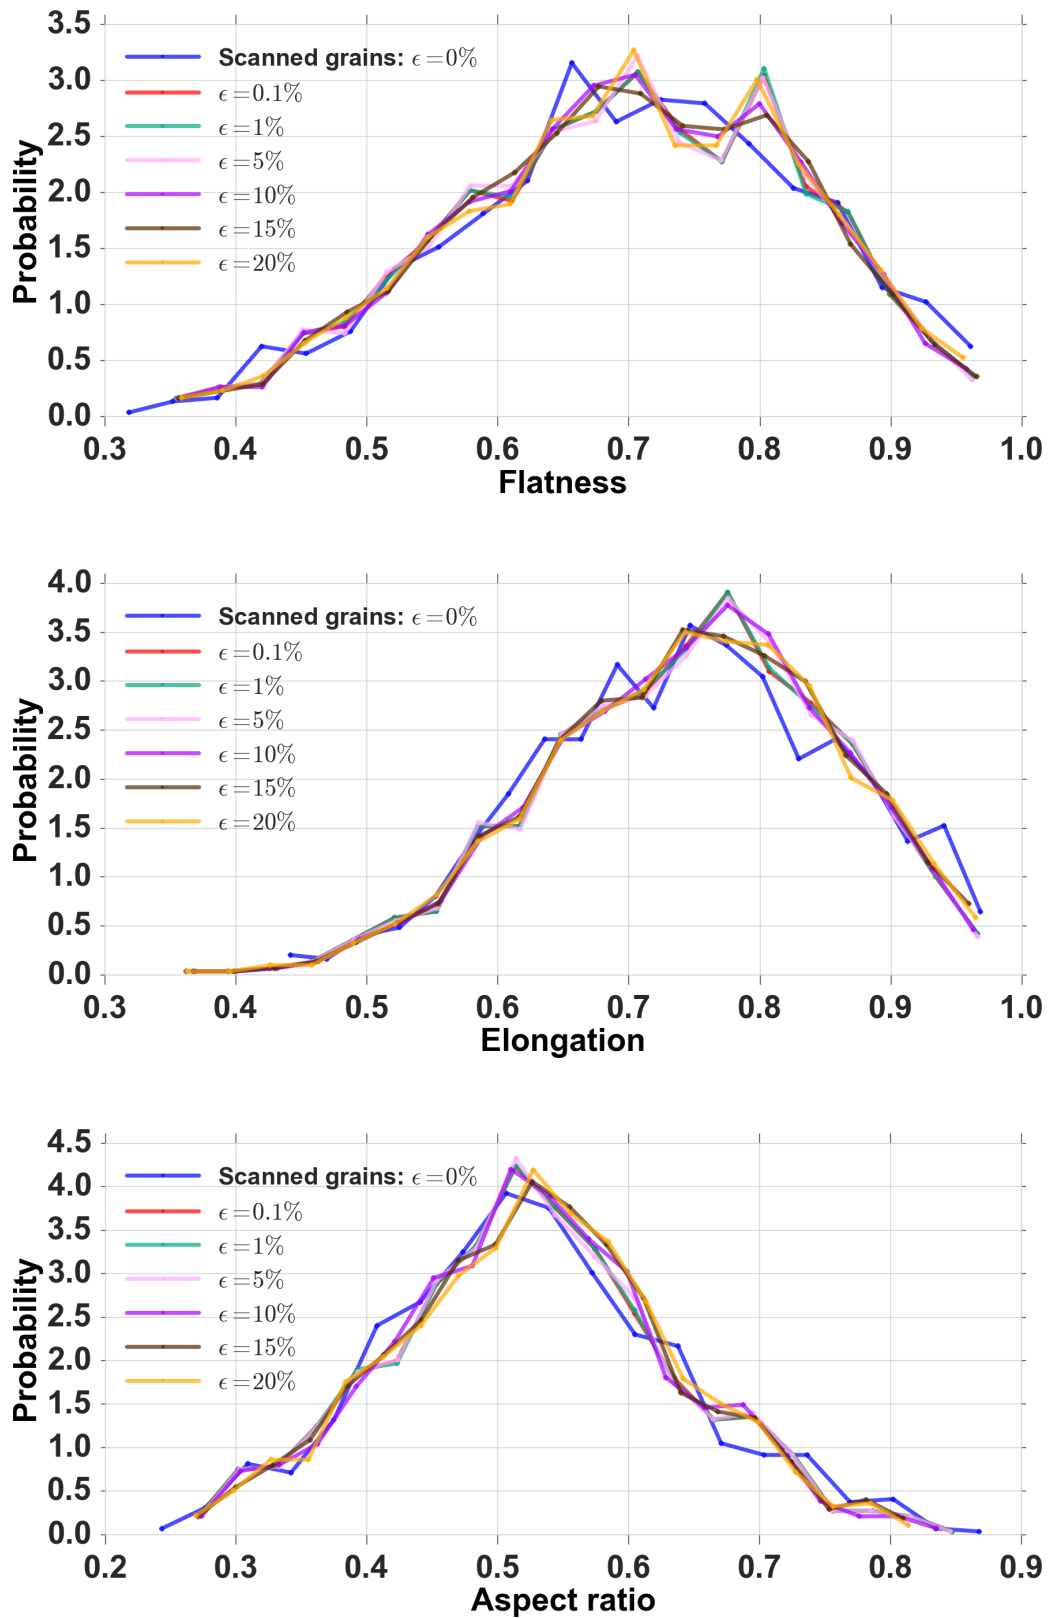 3.5
3.0
2.5
2.0
1.5
1.0
0.5
0.0
Probability
Scanned grains: ϵ=0%
ϵ=0.1%
ϵ=1%
ϵ=5%
ϵ=10%
ϵ=15%
ϵ=20%
0.3 0.4 0.5 0.6 0.7 0.8 0.9 1.0
Flatness
4.0
3.5
3.0
2.5
2.0
1.5
1.0
0.5
0.0
Probability
Scanned grains: ϵ=0%
ϵ=0.1%
ϵ=1%
ϵ=5%
ϵ=10%
ϵ=15%
ϵ=20%
0.3 0.4 0.5 0.6 0.7 0.8 0.9 1.0
Elongation
4.5
4.0
3.5
3.0
2.5
2.0
1.5
1.0
0.5
0.0
Probability
Scanned grains: ϵ=0%
ϵ=0.1%
ϵ=1%
ϵ=5%
ϵ=10%
ϵ=15%
ϵ=20%
0.2 0.3 0.4 0.5 0.6 0.7 0.8 0.9
Aspect ratio